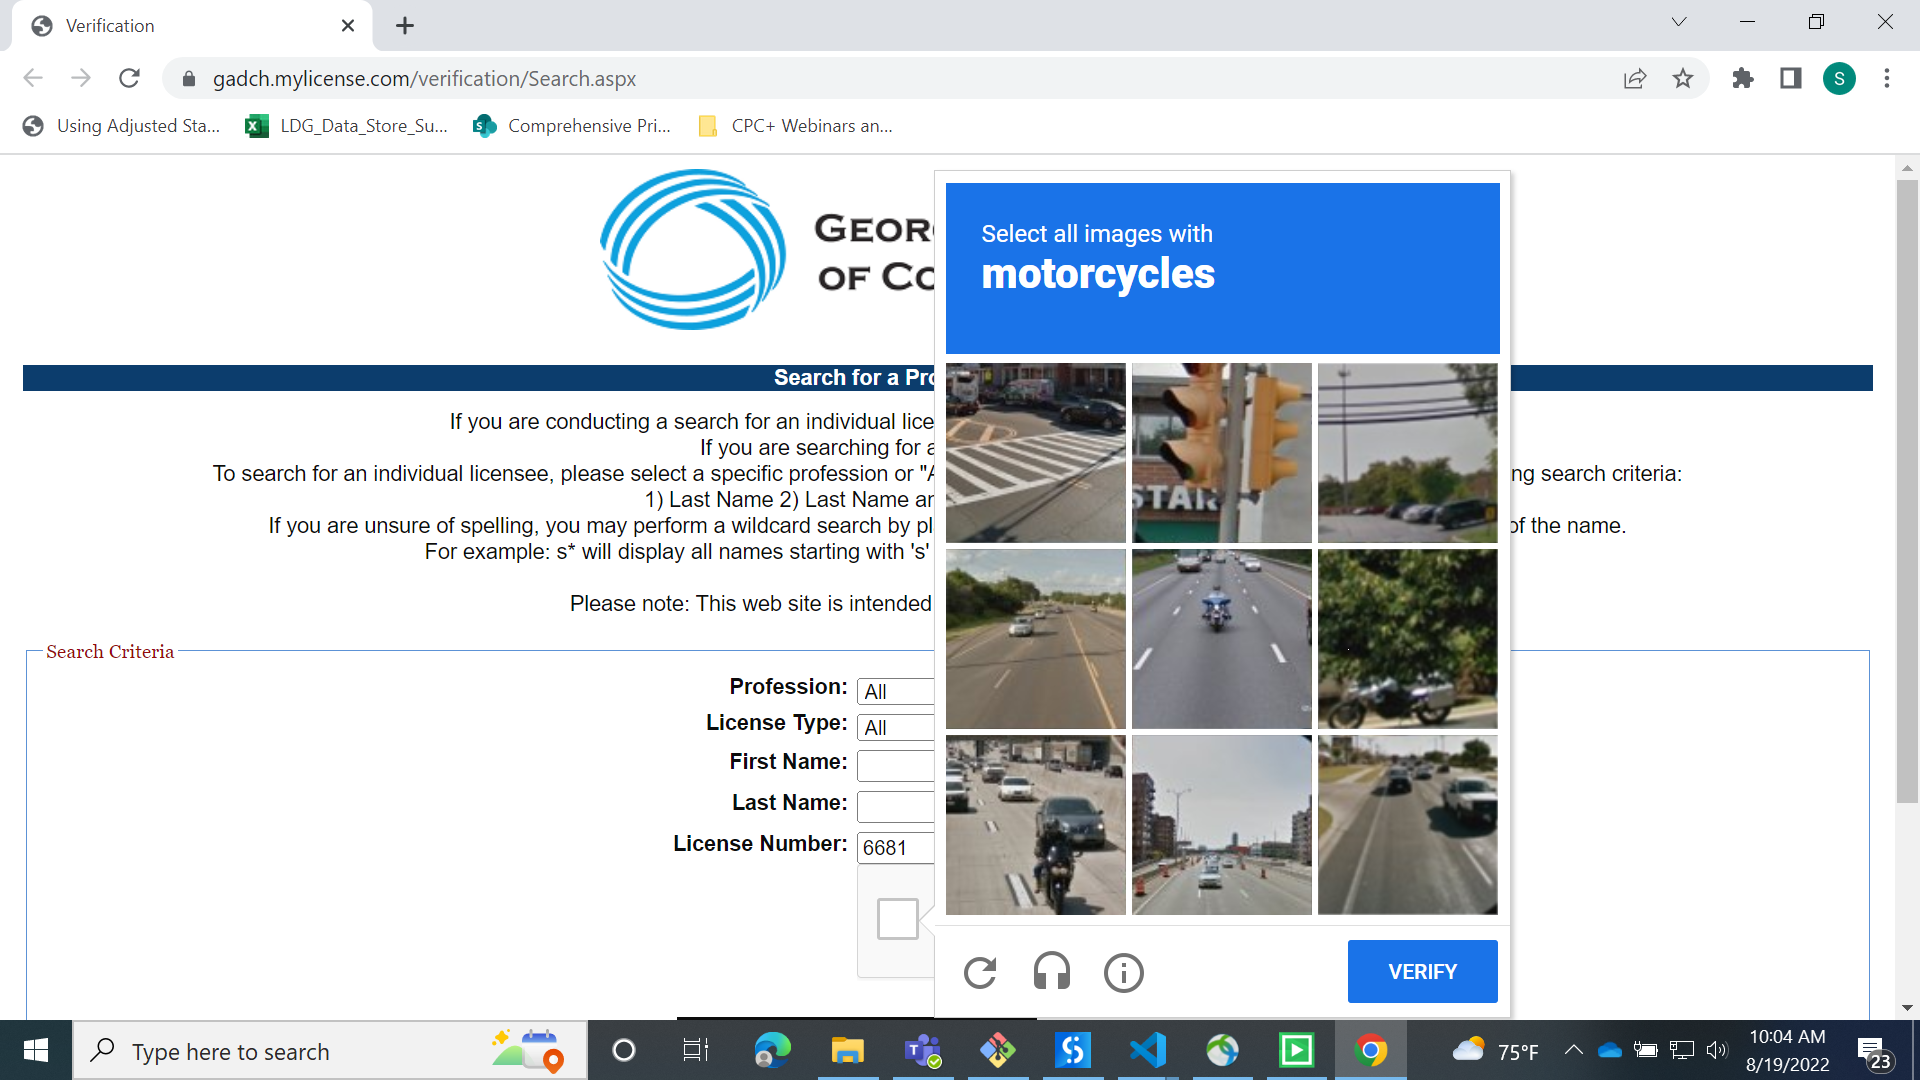 Verification
gadch.mylicense.com/verification/Search.aspx
S
Using Adjusted Sta...
LDG_Data_Store_Su...
Comprehensive Pri...
CPC+ Webinars an...
GEOR
OF CO
Search for a Pro
If you are conducting a search for an individual lice
If you are searching for a
To search for an individual licensee, please select a specific profession or "A
ng search criteria:
1) Last Name 2) Last Name an
If you are unsure of spelling, you may perform a wildcard search by pl
of the name.
For example: s* will display all names starting with 's'
Please note: This web site is intended
Search Criteria
Profession:
All
License Type:
All
First Name:
Last Name:
License Number:
6681
Select all images with
motorcycles
STAR
VERIFY
Type here to search
75°F
10:04 AM
8/19/2022
23